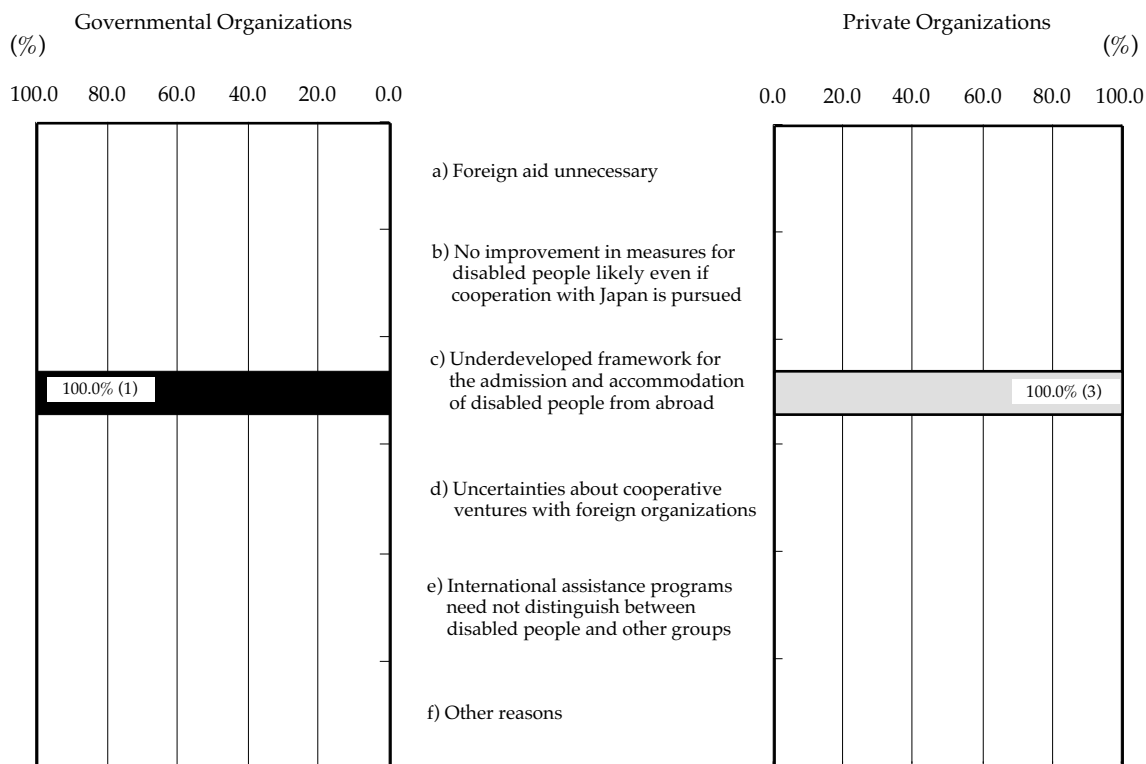 Governmental Organizations
Private Organizations
(%)
(%)
100.0 80.0 60.0 40.0 20.0 0.0
0.0 20.0 40.0 60.0 80.0 100.0
a) Foreign aid unnecessary
b) No improvement in measures for
disabled people likely even if
cooperation with Japan is pursued
c) Underdeveloped framework for
the admission and accommodation
of disabled people from abroad
100.0% (1)
100.0% (3)
d) Uncertainties about cooperative
ventures with foreign organizations
e) International assistance programs
need not distinguish between
disabled people and other groups
f) Other reasons